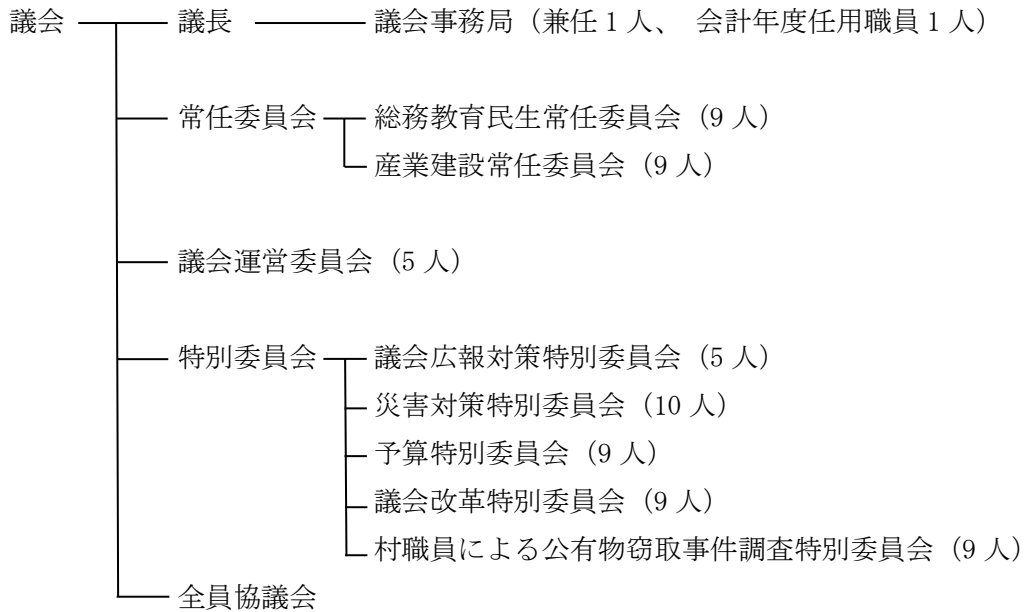 議会 議長 議会事務局（兼任 1 人、 会計年度任用職員 1 人）
常任委員会 総務教育民生常任委員会（9 人）
産業建設常任委員会（9 人）
議会運営委員会（5 人）
特別委員会 議会広報対策特別委員会（5 人）
災害対策特別委員会（10 人）
予算特別委員会（9 人）
議会改革特別委員会（9 人）
村職員による公有物窃取事件調査特別委員会（9 人）
全員協議会